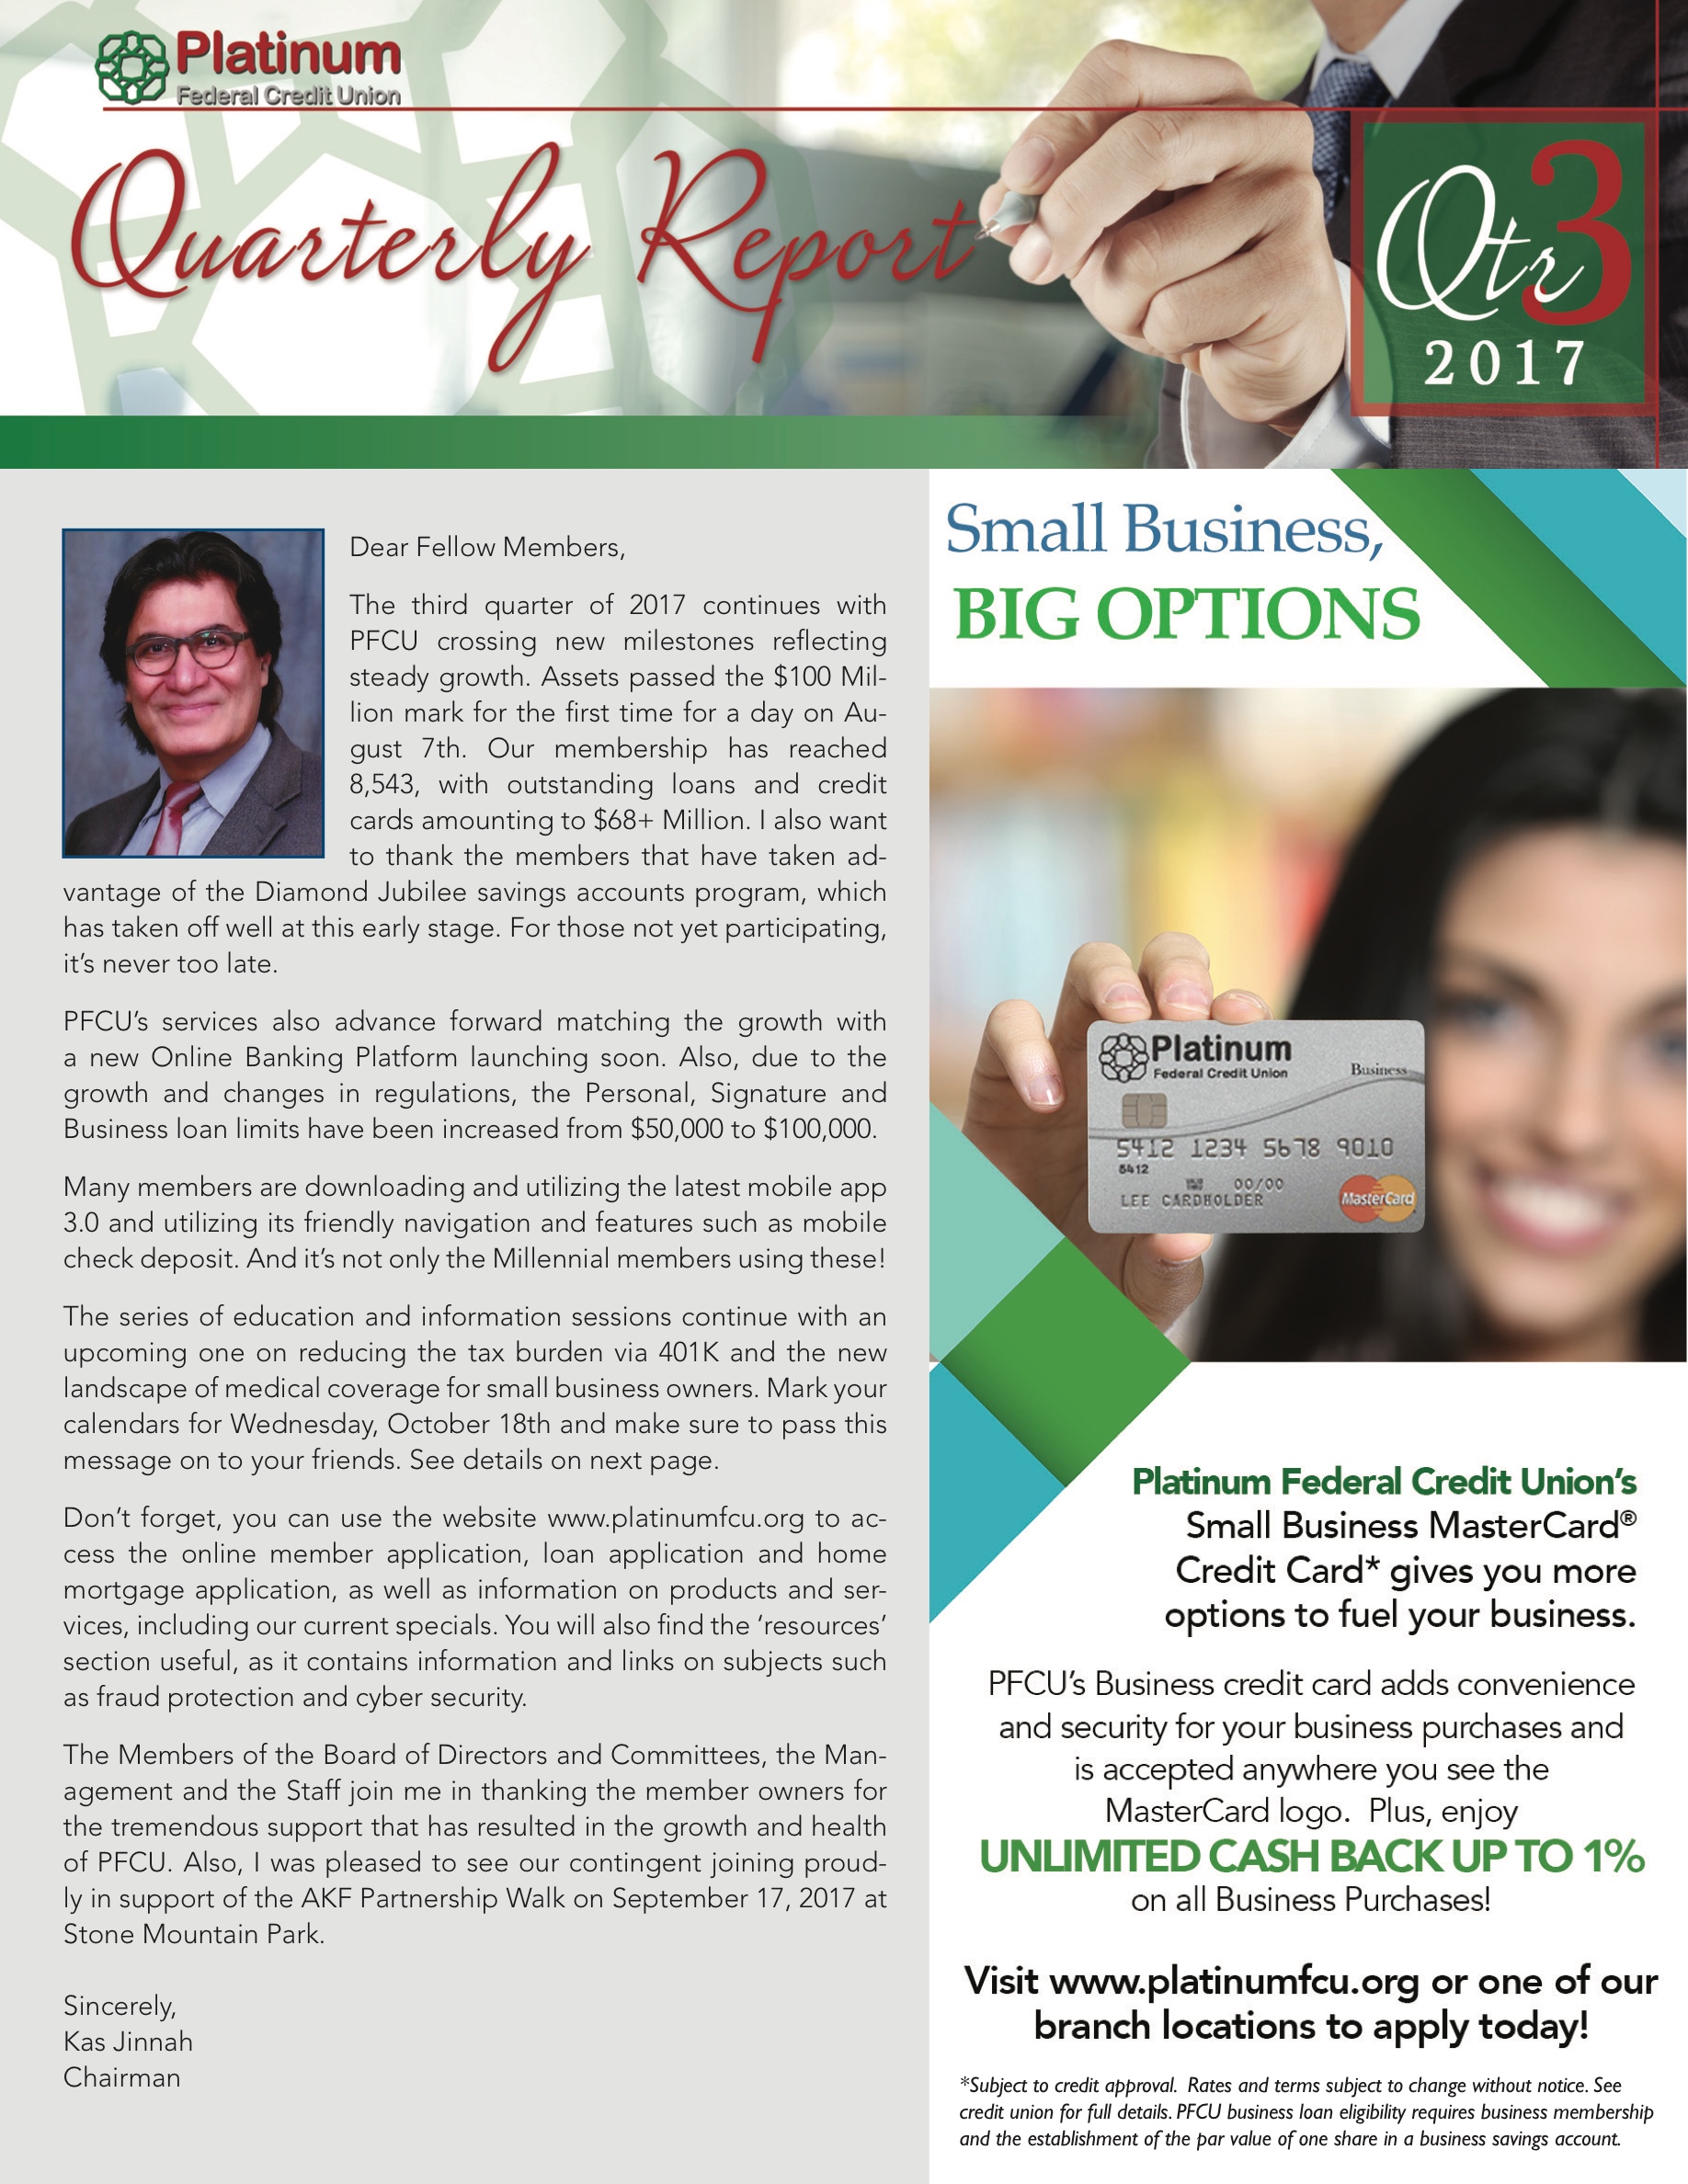 Platinum
Federal Credit Union
Quarterly Report
Qtr 3
2017
Dear Fellow Members,
The third quarter of 2017 continues with
PFCU crossing new milestones reflecting
steady growth. Assets passed the $100 Mil-
lion mark for the first time for a day on Au-
gust 7th. Our membership has reached
8,543, with outstanding loans and credit
cards amounting to $68+ Million. I also want
to thank the members that have taken ad-
vantage of the Diamond Jubilee savings accounts program, which
has taken off well at this early stage. For those not yet participating,
it’s never too late.
PFCU’s services also advance forward matching the growth with
a new Online Banking Platform launching soon. Also, due to the
growth and changes in regulations, the Personal, Signature and
Business loan limits have been increased from $50,000 to $100,000.
Many members are downloading and utilizing the latest mobile app
3.0 and utilizing its friendly navigation and features such as mobile
check deposit. And it’s not only the Millennial members using these!
The series of education and information sessions continue with an
upcoming one on reducing the tax burden via 401K and the new
landscape of medical coverage for small business owners. Mark your
calendars for Wednesday, October 18th and make sure to pass this
message on to your friends. See details on next page.
Don’t forget, you can use the website www.platinumfcu.org to ac-
cess the online member application, loan application and home
mortgage application, as well as information on products and ser-
vices, including our current specials. You will also find the ‘resources’
section useful, as it contains information and links on subjects such
as fraud protection and cyber security.
The Members of the Board of Directors and Committees, the Man-
agement and the Staff join me in thanking the member owners for
the tremendous support that has resulted in the growth and health
of PFCU. Also, I was pleased to see our contingent joining proud-
ly in support of the AKF Partnership Walk on September 17, 2017 at
Stone Mountain Park.
Sincerely,
Kas Jinnah
Chairman
Small Business,
BIG OPTIONS
Platinum
Federal Credit Union
Business
5412 1234 5678 9010
5412
00/00
LEE CARDHOLDER
MasterCard
Platinum Federal Credit Union’s
Small Business MasterCard®
Credit Card* gives you more
options to fuel your business.
PFCU’s Business credit card adds convenience
and security for your business purchases and
is accepted anywhere you see the
MasterCard logo. Plus, enjoy
UNLIMITED CASH BACK UP TO 1%
on all Business Purchases!
Visit www.platinumfcu.org or one of our
branch locations to apply today!
*Subject to credit approval. Rates and terms subject to change without notice. See
credit union for full details. PFCU business loan eligibility requires business membership
and the establishment of the par value of one share in a business savings account.